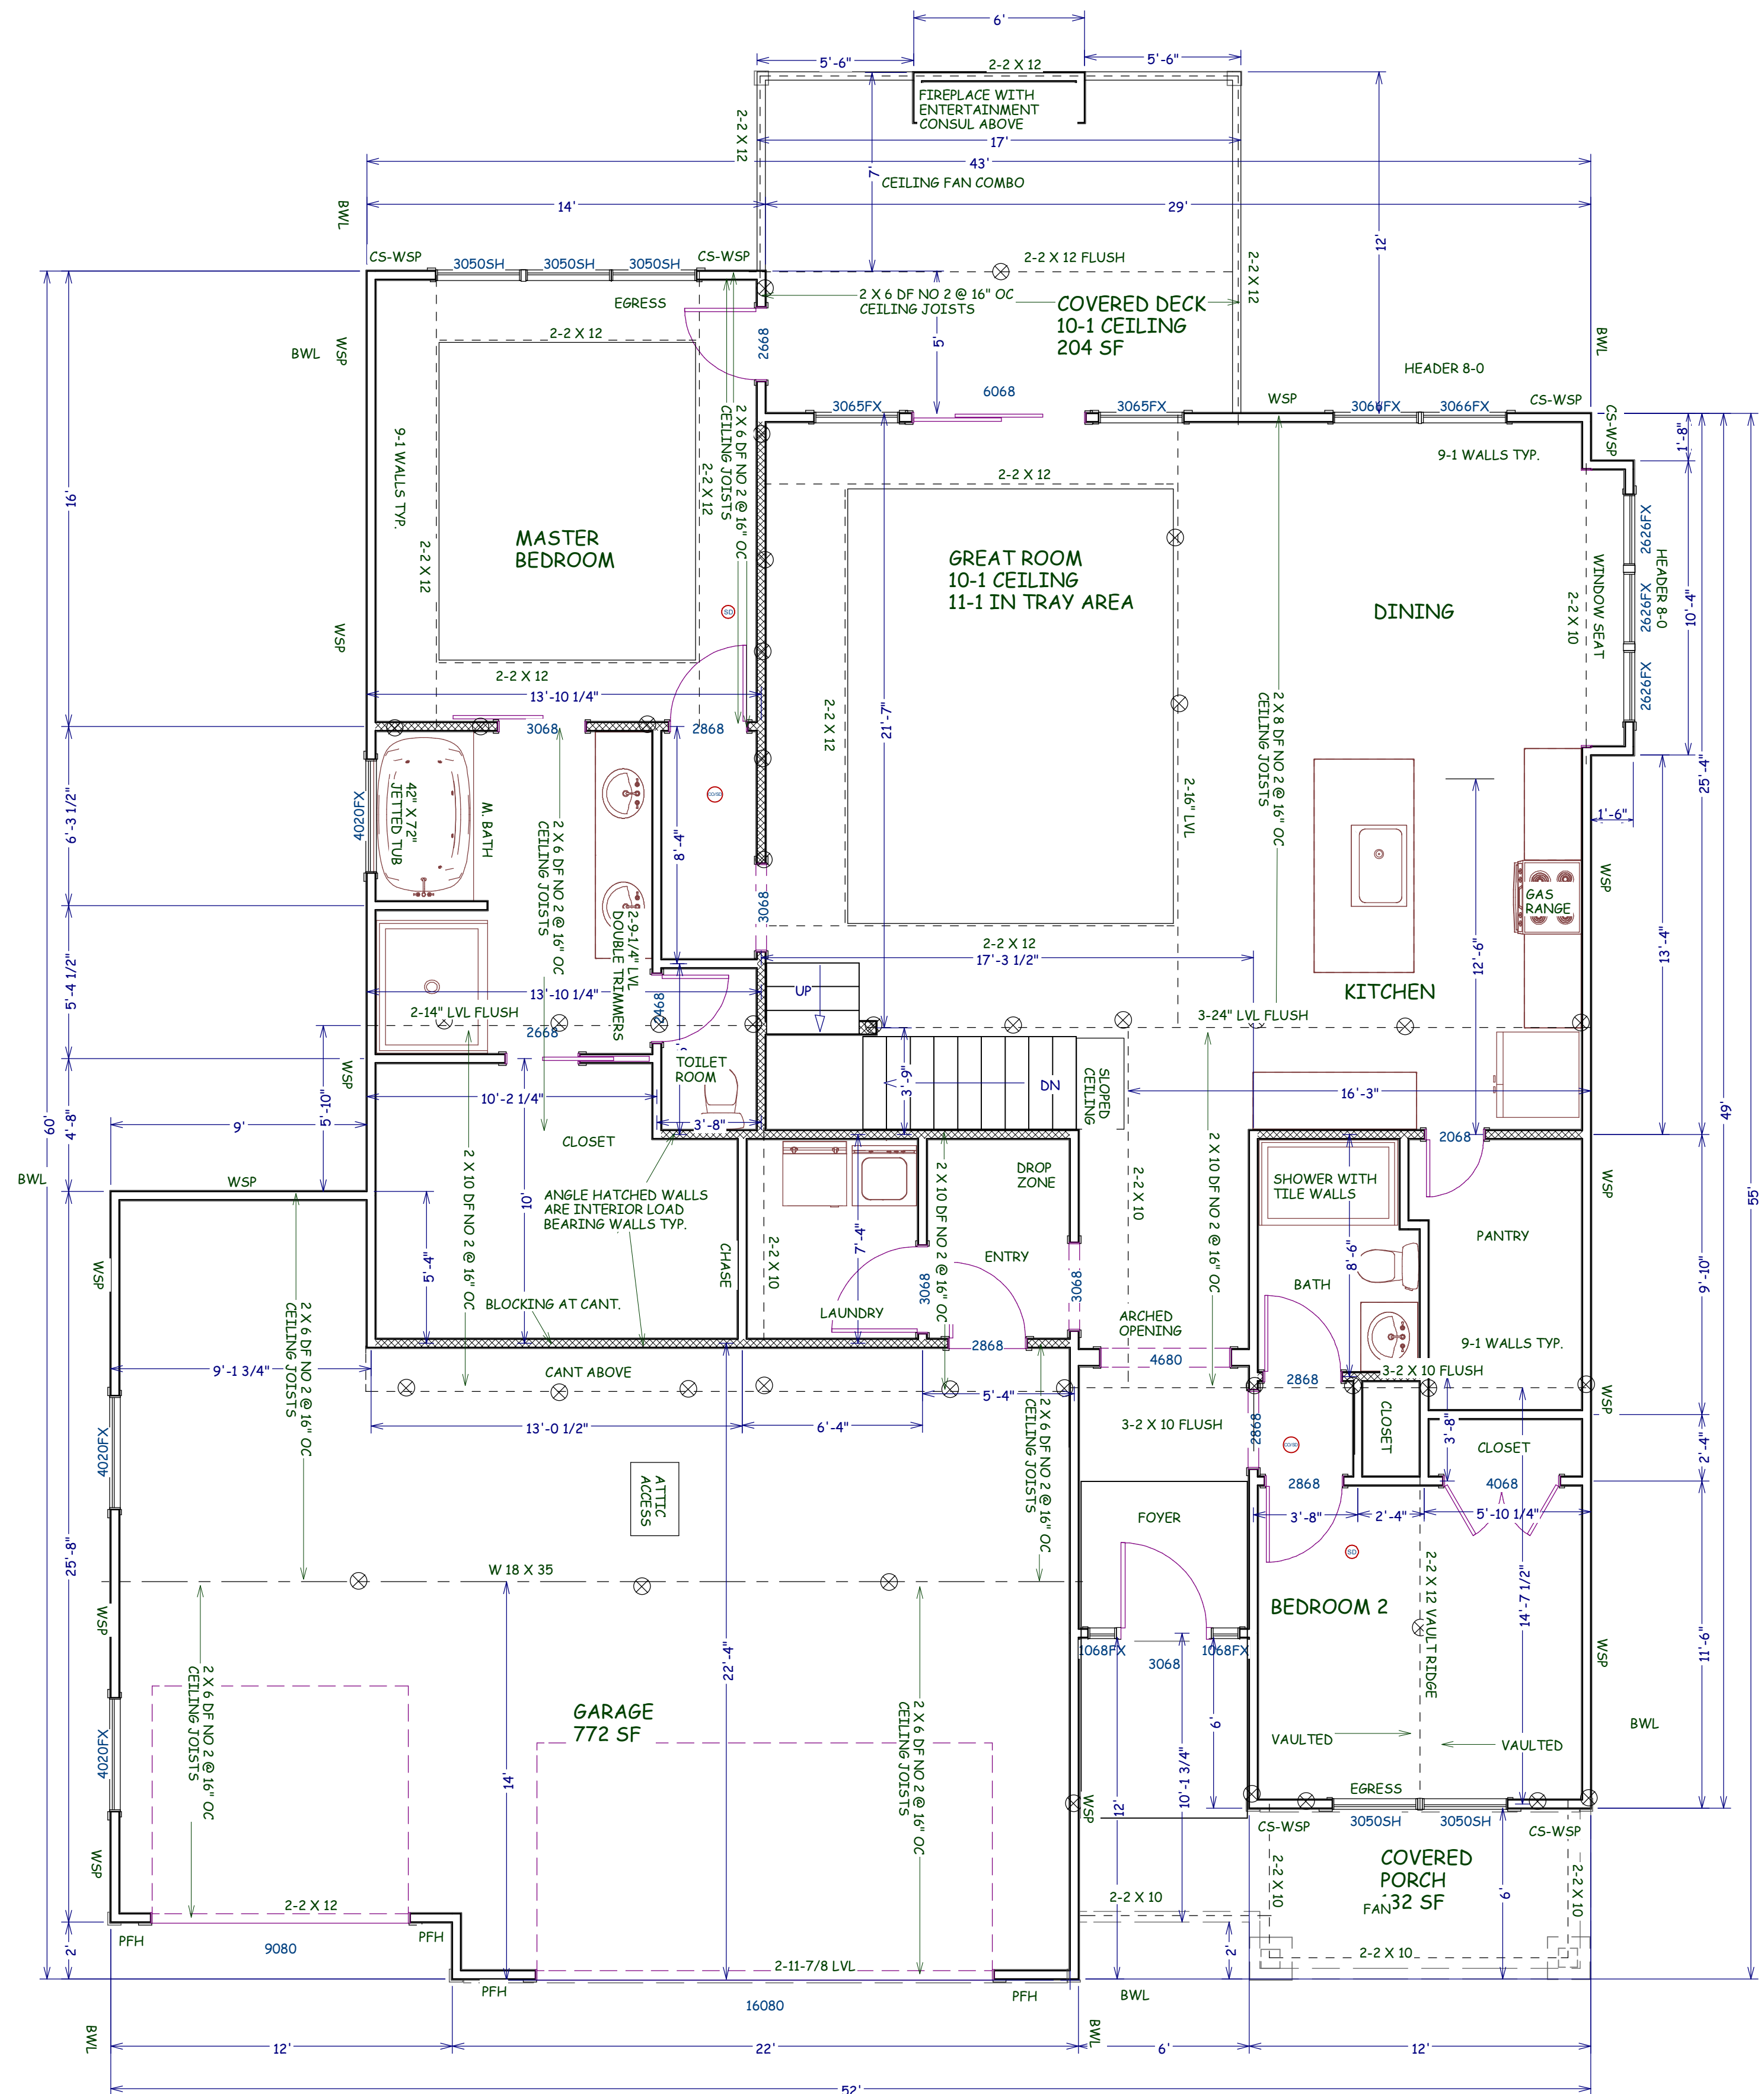 6'
5'-6"
5'-6"
2-2 X 12
FIREPLACE WITH
ENTERTAINMENT
CONSUL ABOVE
2-2 X 12
17'
43'
7'
CEILING FAN COMBO
14'
29'
12'
BWL
CS-WSP
3050SH
3050SH
3050SH
CS-WSP
2-2 X 12 FLUSH
2-2 X 12
EGRESS
2 X 6 DF NO 2 @ 16" OC
CEILING JOISTS
COVERED DECK
10-1 CEILING
204 SF
2-2 X 12
BWL
WSP
2668
5'
BWL
HEADER 8-0
3065FX
6068
3065FX
WSP
3066FX
3066FX
CS-WSP
CS-WSP
1'-8"
9-1 WALLS TYP.
2 X 6 DF NO 2 @ 16" OC
CEILING JOISTS
2-2 X 12
9-1 WALLS TYP.
2-2 X 12
16'
MASTER
BEDROOM
2-2 X 12
GREAT ROOM
10-1 CEILING
11-1 IN TRAY AREA
DINING
2626FX
2626FX
2626FX
HEADER 8-0
WINDOW SEAT
2-2 X 10
10'-4"
SD
WSP
2-2 X 12
13'-10 1/4"
3068
2868
2-2 X 12
21'-7"
2 X 8 DF NO 2 @ 16" OC
CEILING JOISTS
2-16" LVL
25'-4"
49'
55'
60'
6'-3 1/2"
4020FX
42" X 72"
JETTED TUB
M. BATH
2 X 6 DF NO 2 @ 16" OC
CEILING JOISTS
8'-4"
CO/SD
1'-6"
GAS
RANGE
WSP
3068
2-9-1/4" LVL
DOUBLE TRIMMERS
2-2 X 12
17'-3 1/2"
12'-6"
13'-4"
5'-4 1/2"
13'-10 1/4"
UP
KITCHEN
2-14" LVL FLUSH
2668
2468
3-24" LVL FLUSH
WSP
TOILET
ROOM
3'-9"
DN
SLOPED
CEILING
16'-3"
4'-8"
5'-10"
9'
10'-2 1/4"
3'-8"
CLOSET
2068
BWL
WSP
2 X 10 DF NO 2 @ 16" OC
10'
ANGLE HATCHED WALLS
ARE INTERIOR LOAD
BEARING WALLS TYP.
DROP
ZONE
2 X 10 DF NO 2 @ 16" OC
2-2 X 10
2 X 10 DF NO 2 @ 16" OC
SHOWER WITH
TILE WALLS
WSP
WSP
5'-4"
CHASE
2-2 X 10
7'-4"
ENTRY
3068
3068
8'-6"
PANTRY
9'-10"
BATH
BLOCKING AT CANT.
LAUNDRY
ARCHED
OPENING
9-1 WALLS TYP.
2868
4680
9'-1 3/4"
CANT ABOVE
2868
3-2 X 10 FLUSH
2 X 6 DF NO 2 @ 16" OC
CEILING JOISTS
5'-4"
13'-0 1/2"
6'-4"
2 X 6 DF NO 2 @ 16" OC
CEILING JOISTS
3-2 X 10 FLUSH
2868
CO/SD
CLOSET
3'-8"
CLOSET
WSP
2'-4"
4020FX
ATTIC
ACCESS
2868
4068
FOYER
3'-8"
2'-4"
5'-10 1/4"
25'-8"
W 18 X 35
SD
WSP
BEDROOM 2
2-2 X 12 VAULT RIDGE
14'-7 1/2"
11'-6"
WSP
1068FX
3068
1068FX
22'-4"
2 X 6 DF NO 2 @ 16" OC
CEILING JOISTS
GARAGE
772 SF
2 X 6 DF NO 2 @ 16" OC
CEILING JOISTS
6'
VAULTED
VAULTED
BWL
4020FX
14'
12'
10'-1 3/4"
EGRESS
WSP
CS-WSP
3050SH
3050SH
CS-WSP
WSP
COVERED
PORCH
FAN
32 SF
2-2 X 10
2-2 X 10
6'
2-2 X 12
2-2 X 10
PFH
PFH
9080
2'
2'
2-2 X 10
2-11-7/8 LVL
PFH
PFH
BWL
16080
BWL
BWL
12'
22'
6'
12'
52'